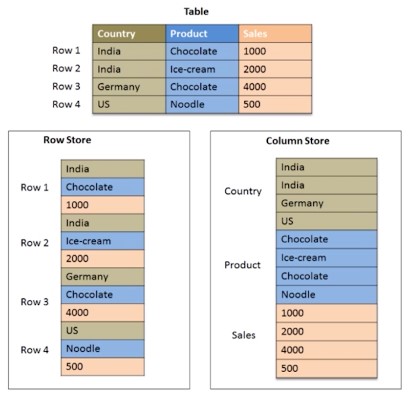 Table
Country Product Sales
Row 1 India Chocolate 1000
Row 2 India Ice-cream 2000
Row 3 Germany Chocolate 4000
Row 4 US Noodle 500
Row Store
India
Row 1 Chocolate
1000
India
Row 2 Ice-cream
2000
Germany
Row 3 Chocolate
4000
US
Row 4 Noodle
500
Column Store
India
Country India
Germany
US
Chocolate
Product Ice-cream
Chocolate
Noodle
1000
Sales 2000
4000
500